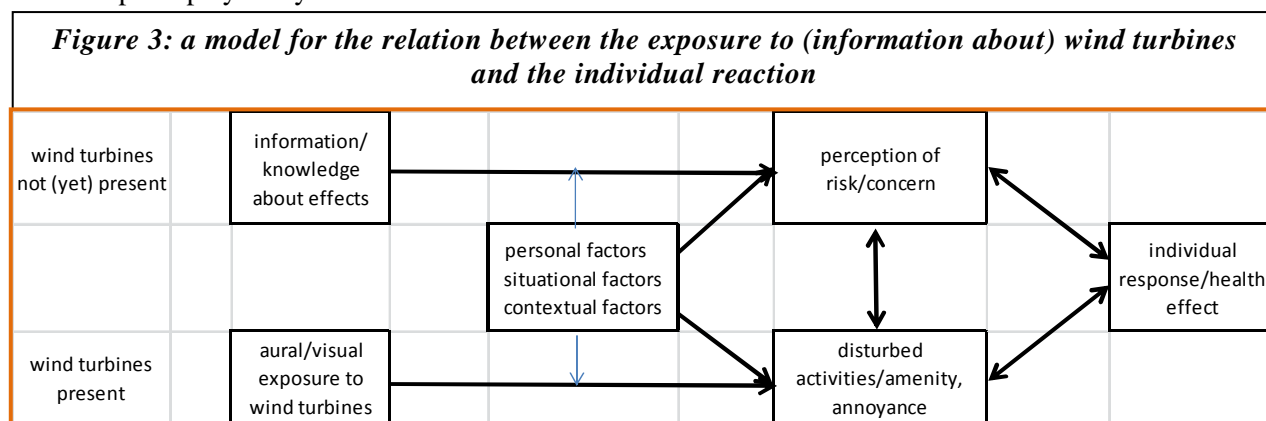 Figure 3: a model for the relation between the exposure to (information about) wind turbines
and the individual reaction
wind turbines
not (yet) present
information/
knowledge
about effects
perception of
risk/concern
personal factors
situational factors
contextual factors
individual
response/health
effect
wind turbines
present
aural/visual
exposure to
wind turbines
disturbed
activities/amenity,
annoyance